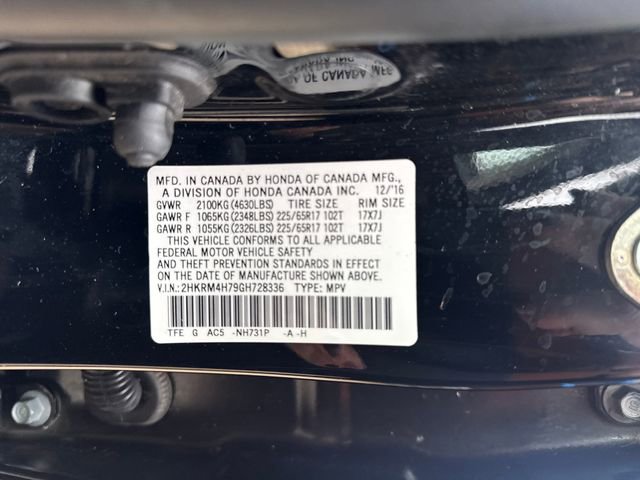 MFD. IN CANADA BY HONDA OF CANADA MFG.,
A DIVISION OF HONDA CANADA INC. 12/16
GVWR 2100KG(4630LBS) TIRE SIZE RIM SIZE
GAWR F 1065KG(2348LBS) 225/65R17 102T 17X7J
GAWR R 1055KG(2326LBS) 225/65R17 102T 17X7J
THIS VEHICLE CONFORMS TO ALL APPLICABLE
FEDERAL MOTOR VEHICLE SAFETY
AND THEFT PREVENTION STANDARDS IN EFFECT
ON THE DATE OF MANUFACTURE SHOWN ABOVE.
V.I.N.: 2HKRM4H79GH728336 TYPE: MPV
TFE G AC5 -NH731P -A -H